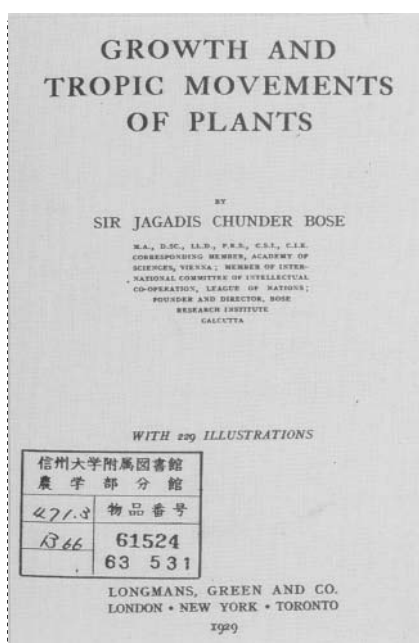 GROWTH AND
TROPIC MOVEMENTS
OF PLANTS
BY
SIR JAGADIS CHUNDER BOSE
M.A., D.SC., LL.D., F.R.S., C.S.I., C.I.E.
CORRESPONDING MEMBER, ACADEMY OF
SCIENCES, VIENNA; MEMBER OF INTER-
NATIONAL COMMITTEE OF INTELLECTUAL
CO-OPERATION, LEAGUE OF NATIONS;
FOUNDER AND DIRECTOR, BOSE
RESEARCH INSTITUTE
CALCUTTA
WITH 229 ILLUSTRATIONS
信州大学附属図書館
農学部分館
471.3 物品番号
B66 61524
63 531
LONGMANS, GREEN AND CO.
LONDON • NEW YORK • TORONTO
1929